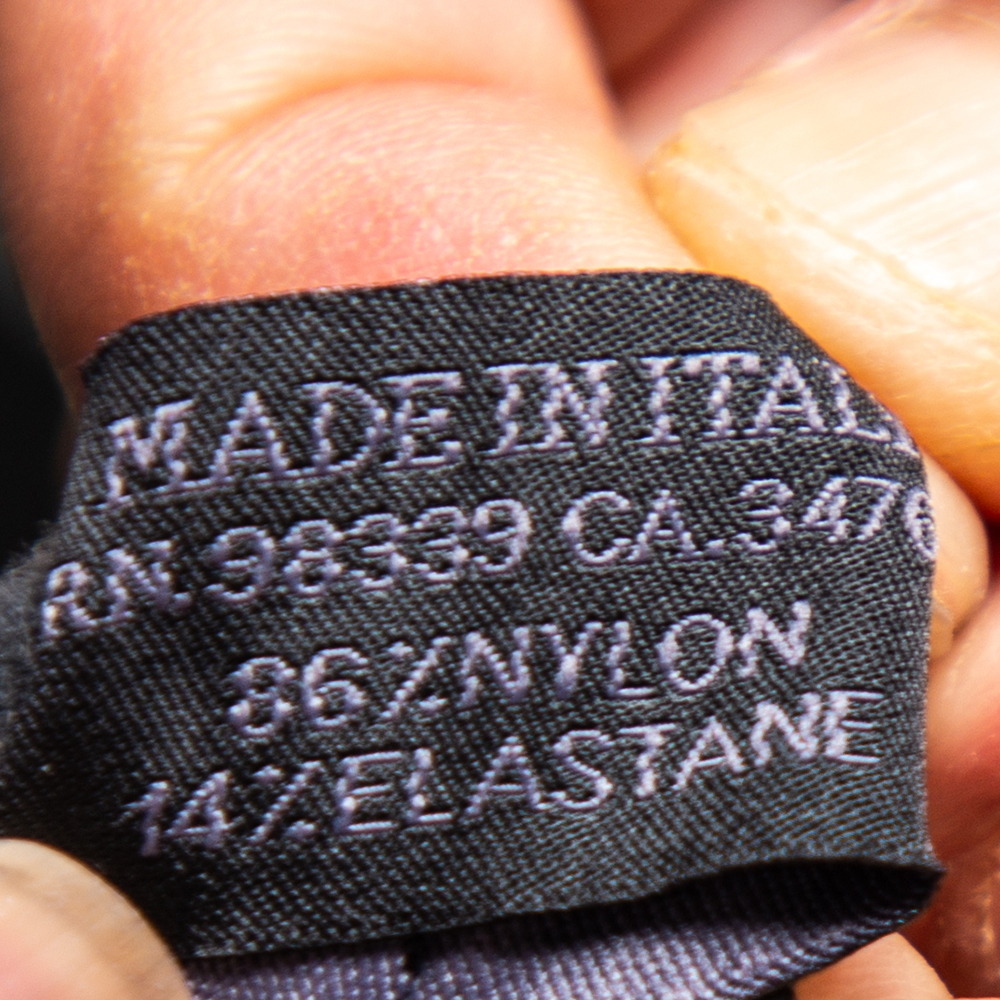 MADE IN ITAL
RN 98339 CA.3476
86%NYLON
14%ELASTANE